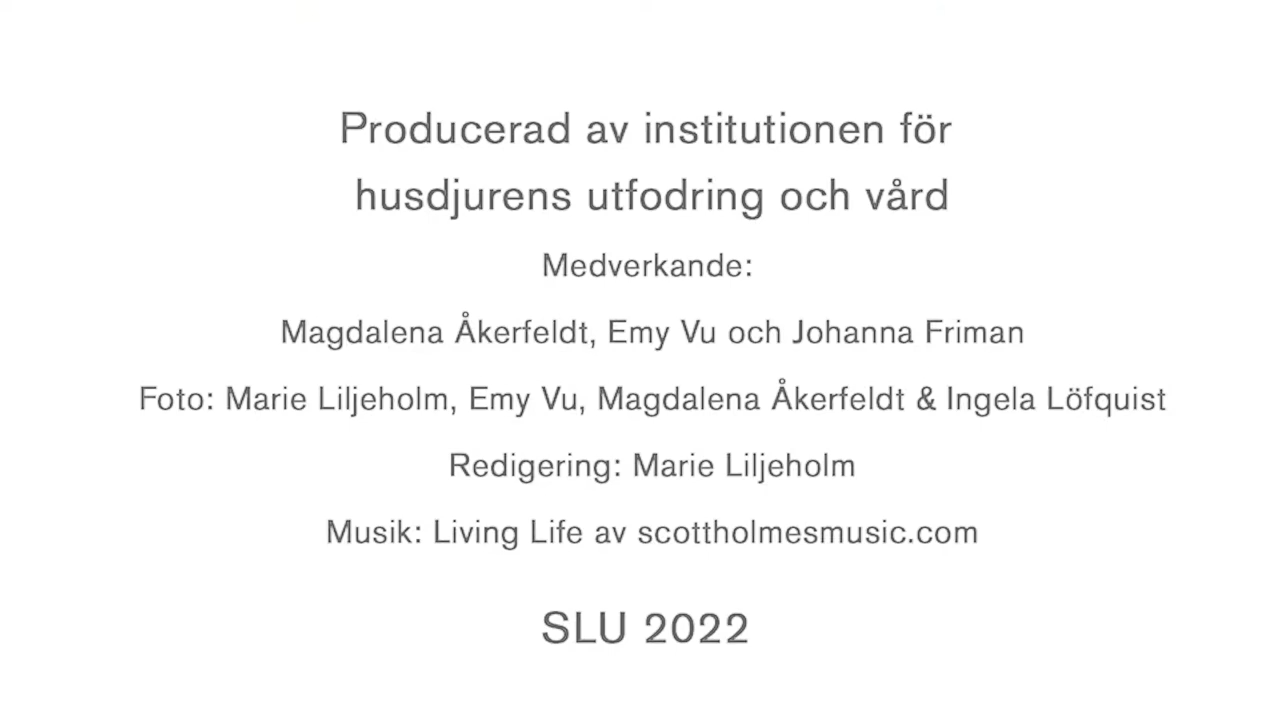 Producerad av institutionen för
husdjurens utfodring och vård
Medverkande:
Magdalena Åkerfeldt, Emy Vu och Johanna Friman
Foto: Marie Liljeholm, Emy Vu, Magdalena Åkerfeldt & Ingela Löfquist
Redigering: Marie Liljeholm
Musik: Living Life av scottholmesmusic.com
SLU 2022